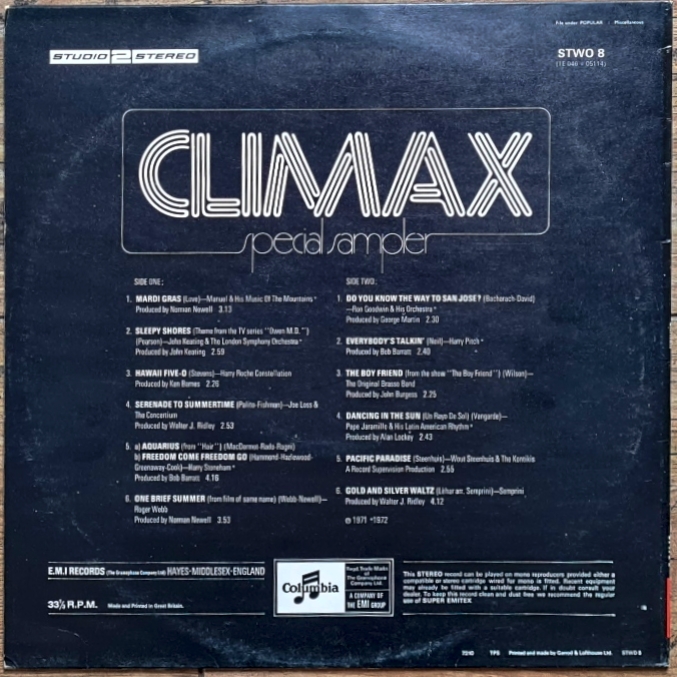 File under POPULAR : Miscellaneous
STUDIO 2 STEREO
STWO 8
(1E 048 • 05114)
CLIMAX
special sampler
SIDE ONE:
1. MARDI GRAS (Love)—Manuel & His Music Of The Mountains*
Produced by Norman Newell 3.13
2. SLEEPY SHORES (Theme from the TV series "Owen M.D.")
(Pearson)—John Keating & The London Symphony Orchestra*
Produced by John Keating 2.59
3. HAWAII FIVE-O (Stevens)—Harry Roche Constellation
Produced by Ken Barnes 2.26
4. SERENADE TO SUMMERTIME (Politte-Fishman)—Joe Loss &
The Concertium
Produced by Walter J. Ridley 2.53
5. a) AQUARIUS (from "Hair") (MacDermot-Rado-Ragni)
b) FREEDOM COME FREEDOM GO (Hammond-Hazlewood-
Greenaway-Cook)—Harry Stoneham*
Produced by Bob Barratt 4.16
6. ONE BRIEF SUMMER (from film of same name) (Webb-Newell)—
Roger Webb
Produced by Norman Newell 3.53
SIDE TWO:
1. DO YOU KNOW THE WAY TO SAN JOSE? (Bacharach-David)
—Ron Goodwin & His Orchestra*
Produced by George Martin 2.30
2. EVERYBODY'S TALKIN' (Neil)—Harry Pitch*
Produced by Bob Barratt 2.40
3. THE BOY FRIEND (from the show "The Boy Friend") (Wilson)—
The Original Brasso Band
Produced by John Burgess 2.25
4. DANCING IN THE SUN (Un Rayo De Sol) (Vangarde)—
Pepe Jaramillo & His Latin American Rhythm*
Produced by Alan Lackey 2.43
5. PACIFIC PARADISE (Steenhuis)—Wout Steenhuis & The Kontikis
A Record Supervision Production 2.55
6. GOLD AND SILVER WALTZ (Lehar arr. Semprini)—Semprini
Produced by Walter J. Ridley 4.12
℗ 1971 *1972
E.M.I RECORDS (The Gramophone Company Ltd) HAYES·MIDDLESEX·ENGLAND
33⅓ R.P.M. Made and Printed in Great Britain.
Columbia
Regd Trade Marks
of The
Gramophone
Company Ltd.
A COMPANY OF
THE EMI GROUP
This STEREO record can be played on mono reproducers provided either a
compatible or stereo cartridge wired for mono is fitted. Recent equipment
may already be fitted with a suitable cartridge. If in doubt consult your
dealer. To keep this record clean and dust free we recommend the regular
use of SUPER EMITEX
7210 TPS Printed and made by Garrod & Lofthouse Ltd. STWO 8